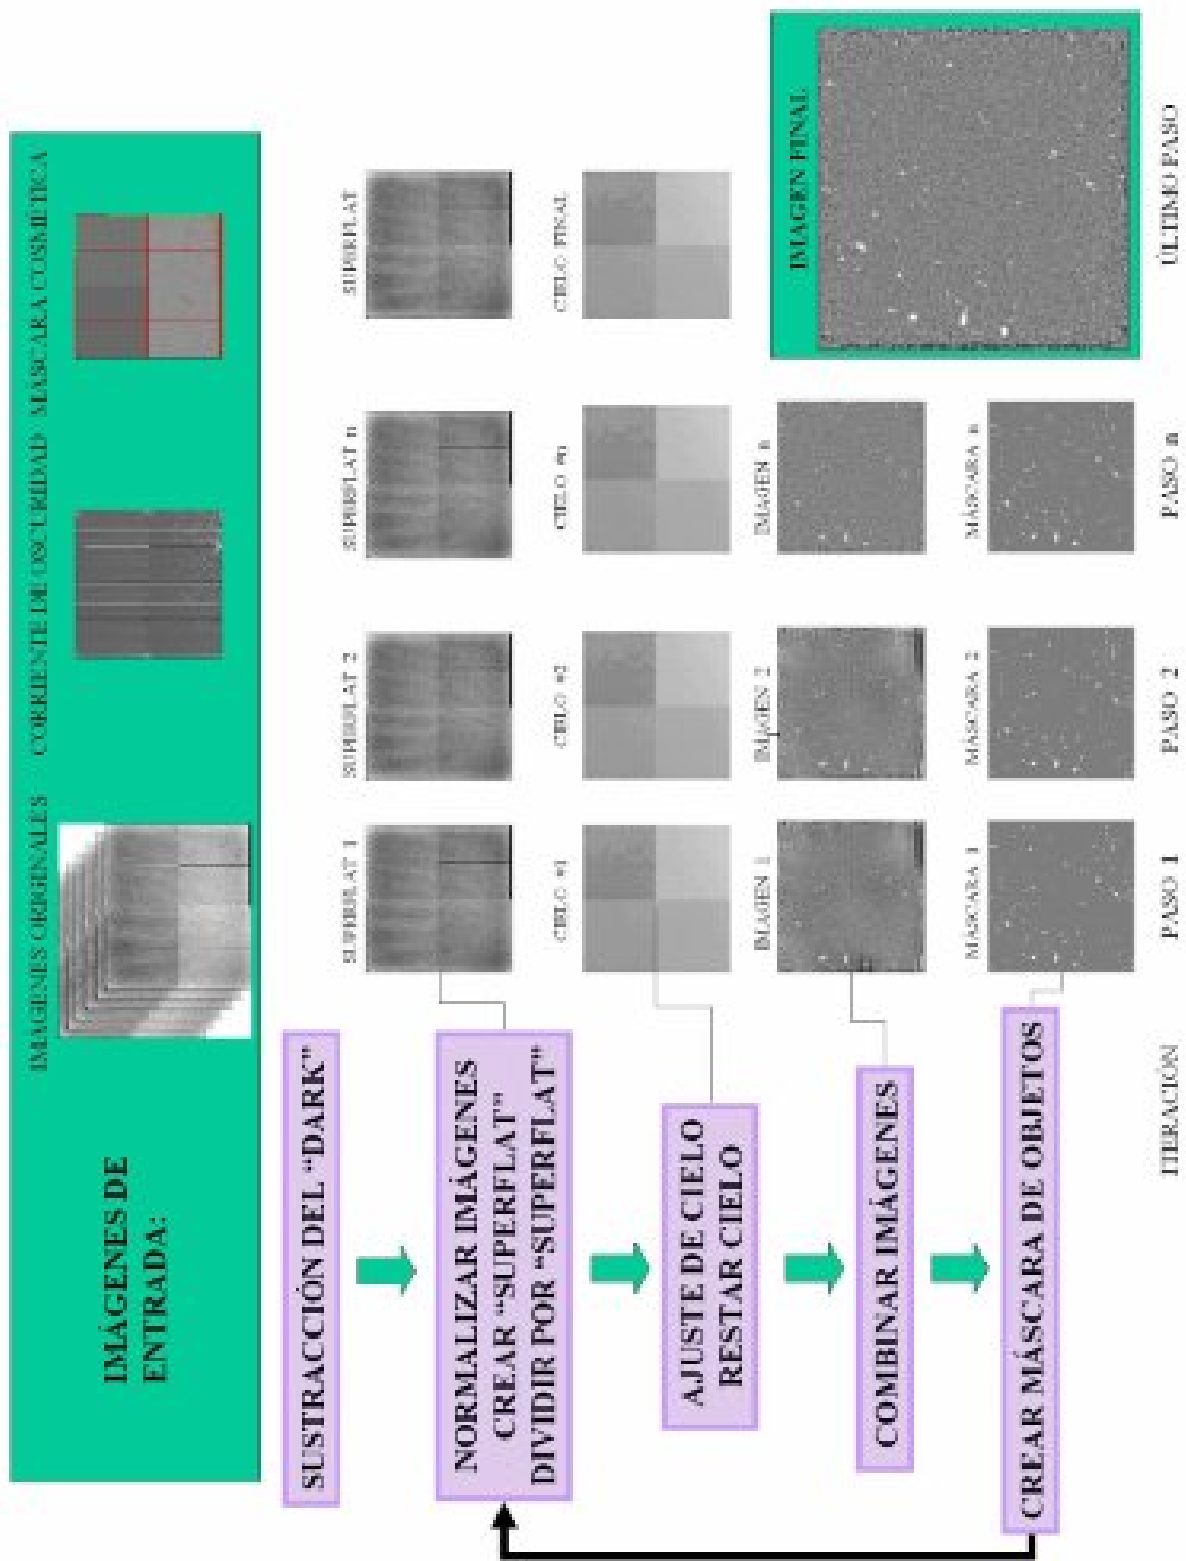 IMÁGENES DE
ENTRADA:
IMAGENES ORIGINALES
CORRIENTE DE OSCURIDAD
MÁSCARA COSMÉTICA
SUSTRACIÓN DEL "DARK"
NORMALIZAR IMÁGENES
CREAR "SUPERFLAT"
DIVIDIR POR "SUPERFLAT"
SUPERFLAT 1
SUPERFLAT 2
SUPERFLAT n
SUPERFLAT
AJUSTE DE CIELO
RESTAR CIELO
CIELO #1
CIELO #2
CIELO #n
CIELO FINAL
COMBINAR IMÁGENES
IMAGEN 1
IMAGEN 2
IMAGEN n
IMAGEN FINAL
CREAR MÁSCARA DE OBJETOS
MÁSCARA 1
MÁSCARA 2
MÁSCARA n
ITERACIÓN
PASO 1
PASO 2
PASO n
ÚLTIMO PASO